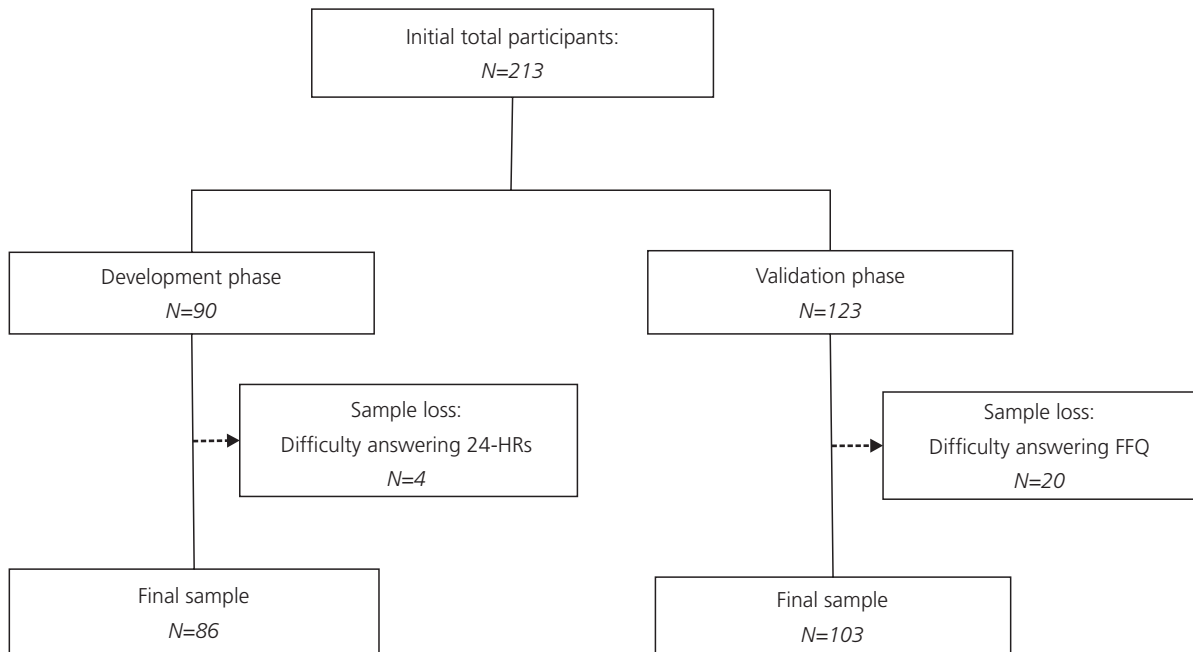 Initial total participants:
N=213
Development phase
N=90
Validation phase
N=123
Sample loss:
Difficulty answering 24-HRs
N=4
Sample loss:
Difficulty answering FFQ
N=20
Final sample
N=86
Final sample
N=103